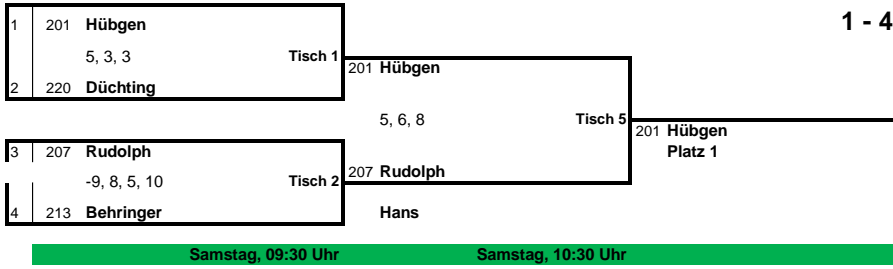 1 - 4
1 201 Hübgen
5, 3, 3 Tisch 1
201 Hübgen
2 220 Düchting
5, 6, 8 Tisch 5
201 Hübgen
Platz 1
3 207 Rudolph
207 Rudolph
-9, 8, 5, 10 Tisch 2
4 213 Behringer Hans
Samstag, 09:30 Uhr Samstag, 10:30 Uhr